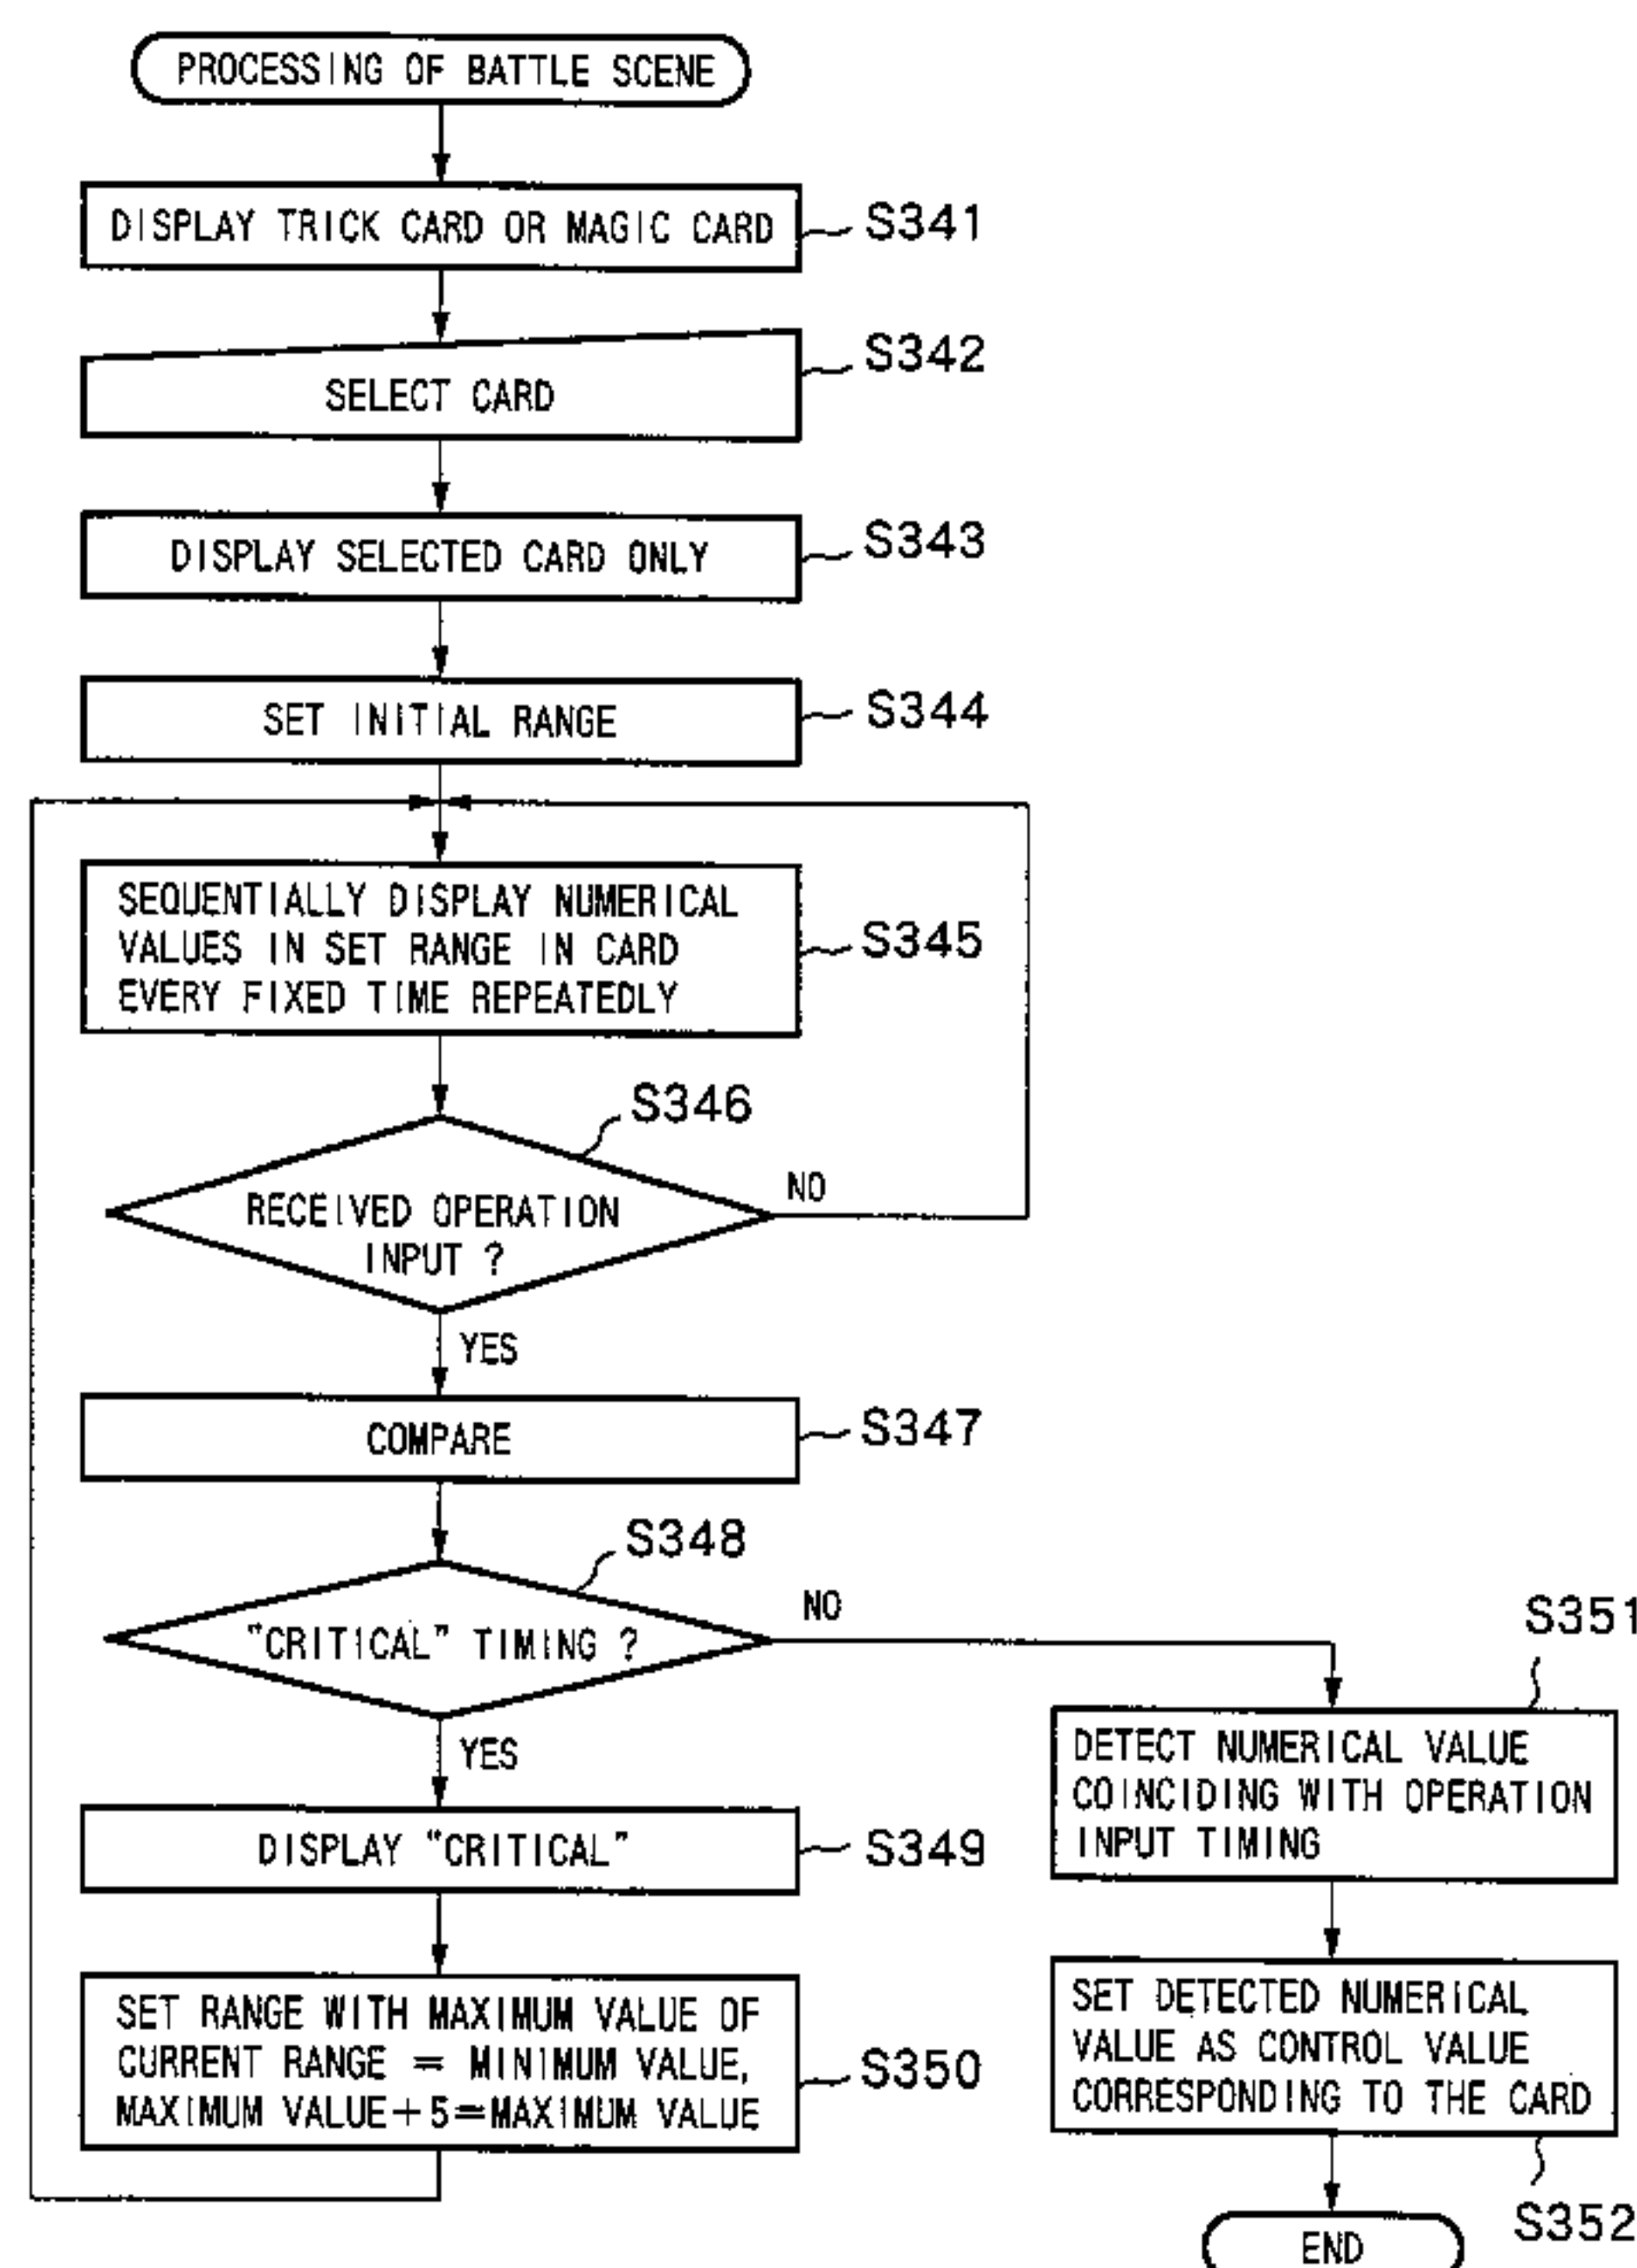 PROCESSING OF BATTLE SCENE
DISPLAY TRICK CARD OR MAGIC CARD
S341
SELECT CARD
S342
DISPLAY SELECTED CARD ONLY
S343
SET INITIAL RANGE
S344
SEQUENTIALLY DISPLAY NUMERICAL
VALUES IN SET RANGE IN CARD
EVERY FIXED TIME REPEATEDLY
S345
S346
RECEIVED OPERATION
INPUT ?
NO
YES
COMPARE
S347
S348
"CRITICAL" TIMING ?
NO
YES
DISPLAY "CRITICAL"
S349
SET RANGE WITH MAXIMUM VALUE OF
CURRENT RANGE = MINIMUM VALUE,
MAXIMUM VALUE+5=MAXIMUM VALUE
S350
S351
DETECT NUMERICAL VALUE
COINCIDING WITH OPERATION
INPUT TIMING
SET DETECTED NUMERICAL
VALUE AS CONTROL VALUE
CORRESPONDING TO THE CARD
S352
END